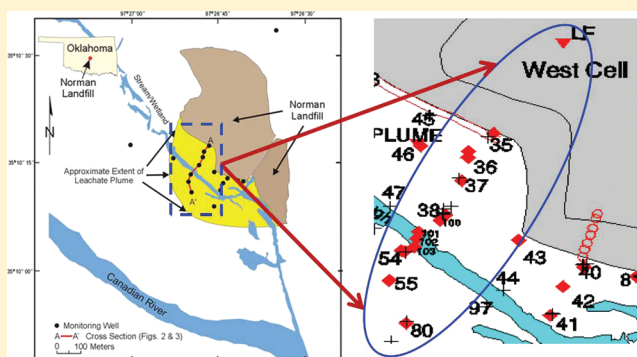 97°27'00"
97°26'45"
97°26'30"
35°10'30"
Oklahoma
Norman
Landfill
Stream/Wetland
Norman
Landfill
N
A
35°10'15"
Approximate Extent of
Leachate Plume
A'
35°10'00"
Canadian River
Monitoring Well
A A' Cross Section (Figs. 2 & 3)
0 100 Meters
LF
West Cell
45
PLUME
35
46
36
37
47
38
100
101
102
103
54
43
40
55
44
81
42
97
41
80